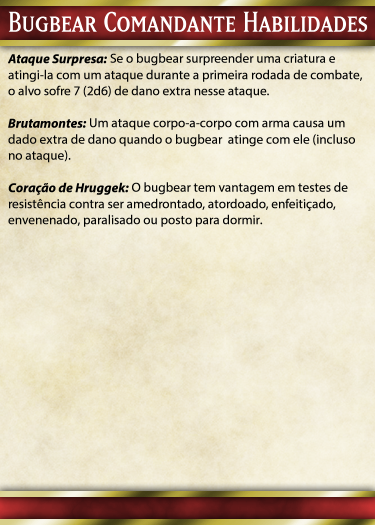 Bugbear Comandante Habilidades
Ataque Surpresa: Se o bugbear surpreender uma criatura e
atingi-la com um ataque durante a primeira rodada de combate,
o alvo sofre 7 (2d6) de dano extra nesse ataque.
Brutamontes: Um ataque corpo-a-corpo com arma causa um
dado extra de dano quando o bugbear atinge com ele (incluso
no ataque).
Coração de Hruggek: O bugbear tem vantagem em testes de
resistência contra ser amedrontado, atordoado, enfeitiçado,
envenenado, paralisado ou posto para dormir.